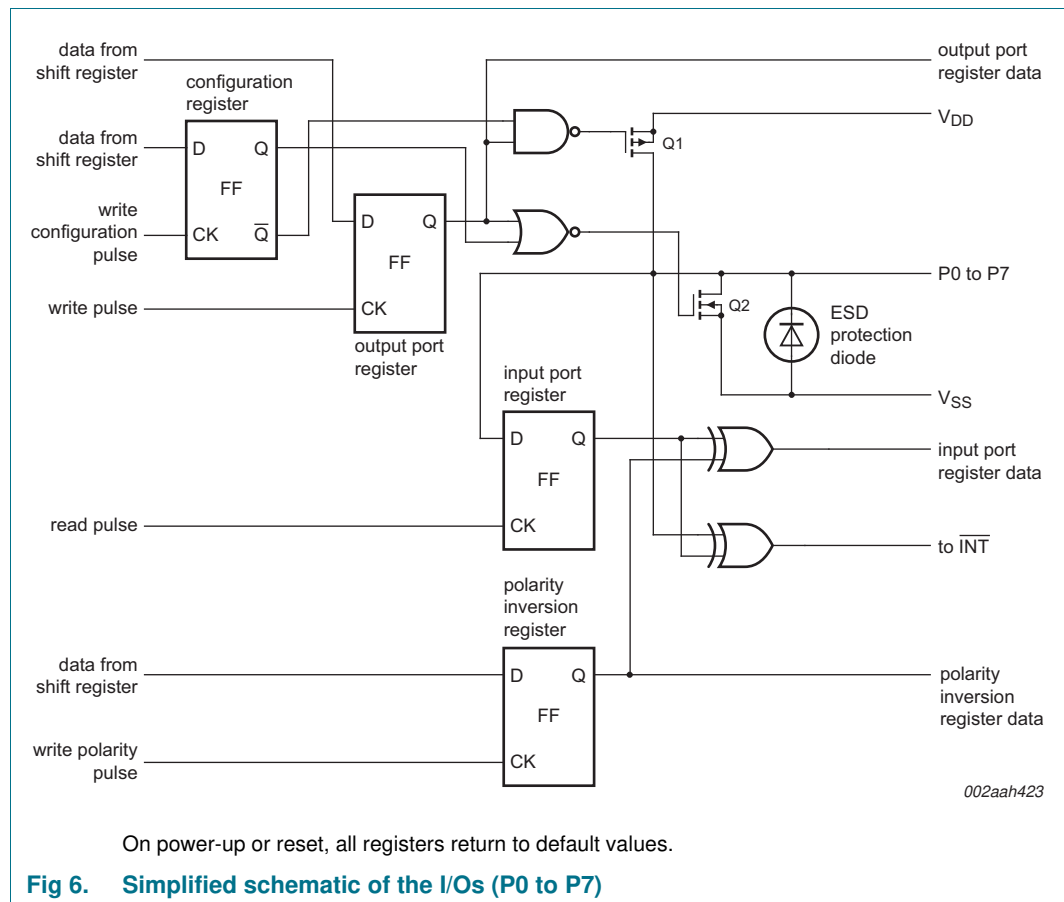 data from
shift register
configuration
register
output port
register data
data from
shift register
D
Q
FF
write
configuration
pulse
CK
Q̅
Q1
V_DD
D
Q
FF
CK
write pulse
output port
register
P0 to P7
Q2
ESD
protection
diode
V_SS
input port
register
D
Q
FF
CK
read pulse
input port
register data
to I̅N̅T̅
polarity
inversion
register
data from
shift register
D
Q
FF
CK
polarity
inversion
register data
write polarity
pulse
002aah423
On power-up or reset, all registers return to default values.
Fig 6. Simplified schematic of the I/Os (P0 to P7)